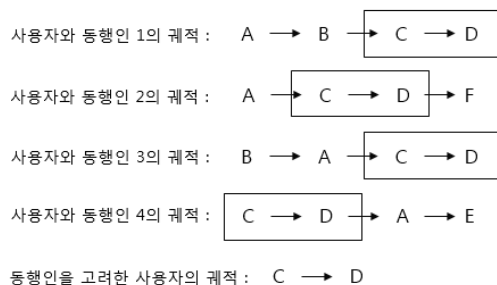 사용자와 동행인 1의 궤적 : A → B → C → D
사용자와 동행인 2의 궤적 : A → C → D → F
사용자와 동행인 3의 궤적 : B → A → C → D
사용자와 동행인 4의 궤적 : C → D → A → E
동행인을 고려한 사용자의 궤적 : C → D